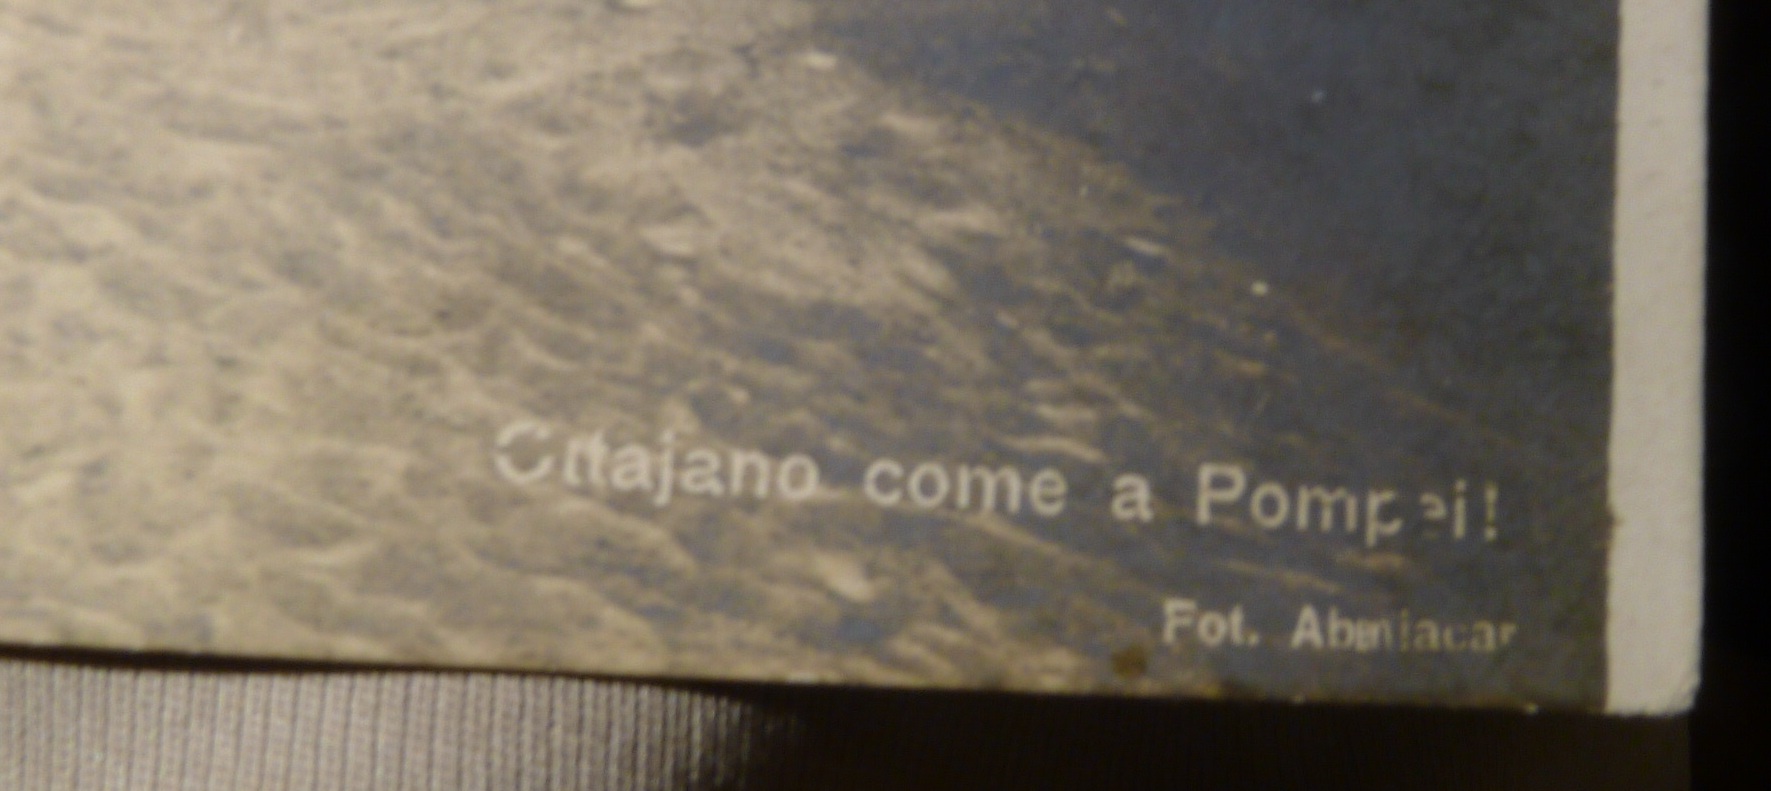 Ottajano come a Pompei!
Fot. Abeniacar